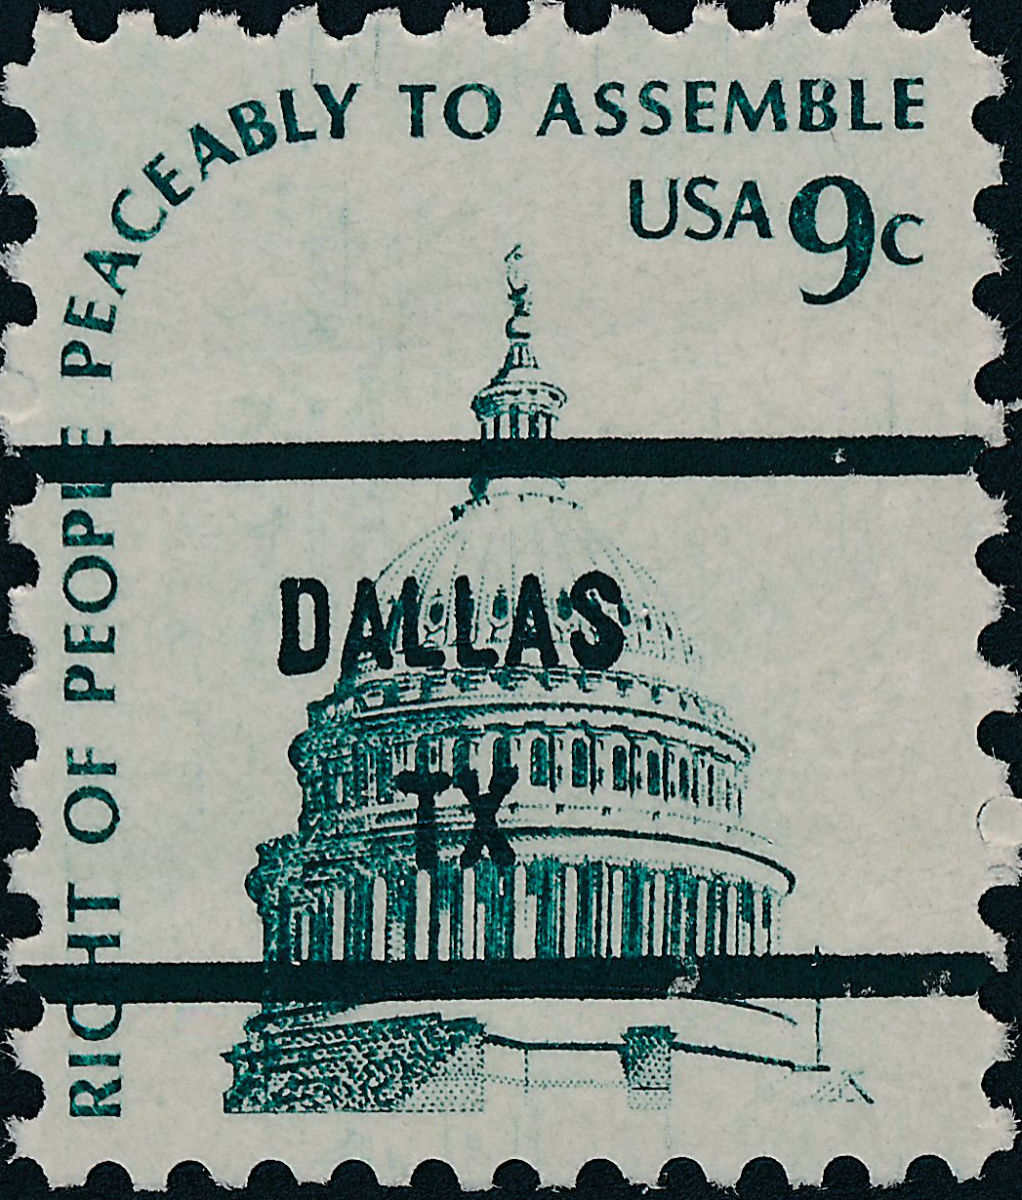 RIGHT OF PEOPLE PEACEABLY TO ASSEMBLE
USA 9c
DALLAS
TX